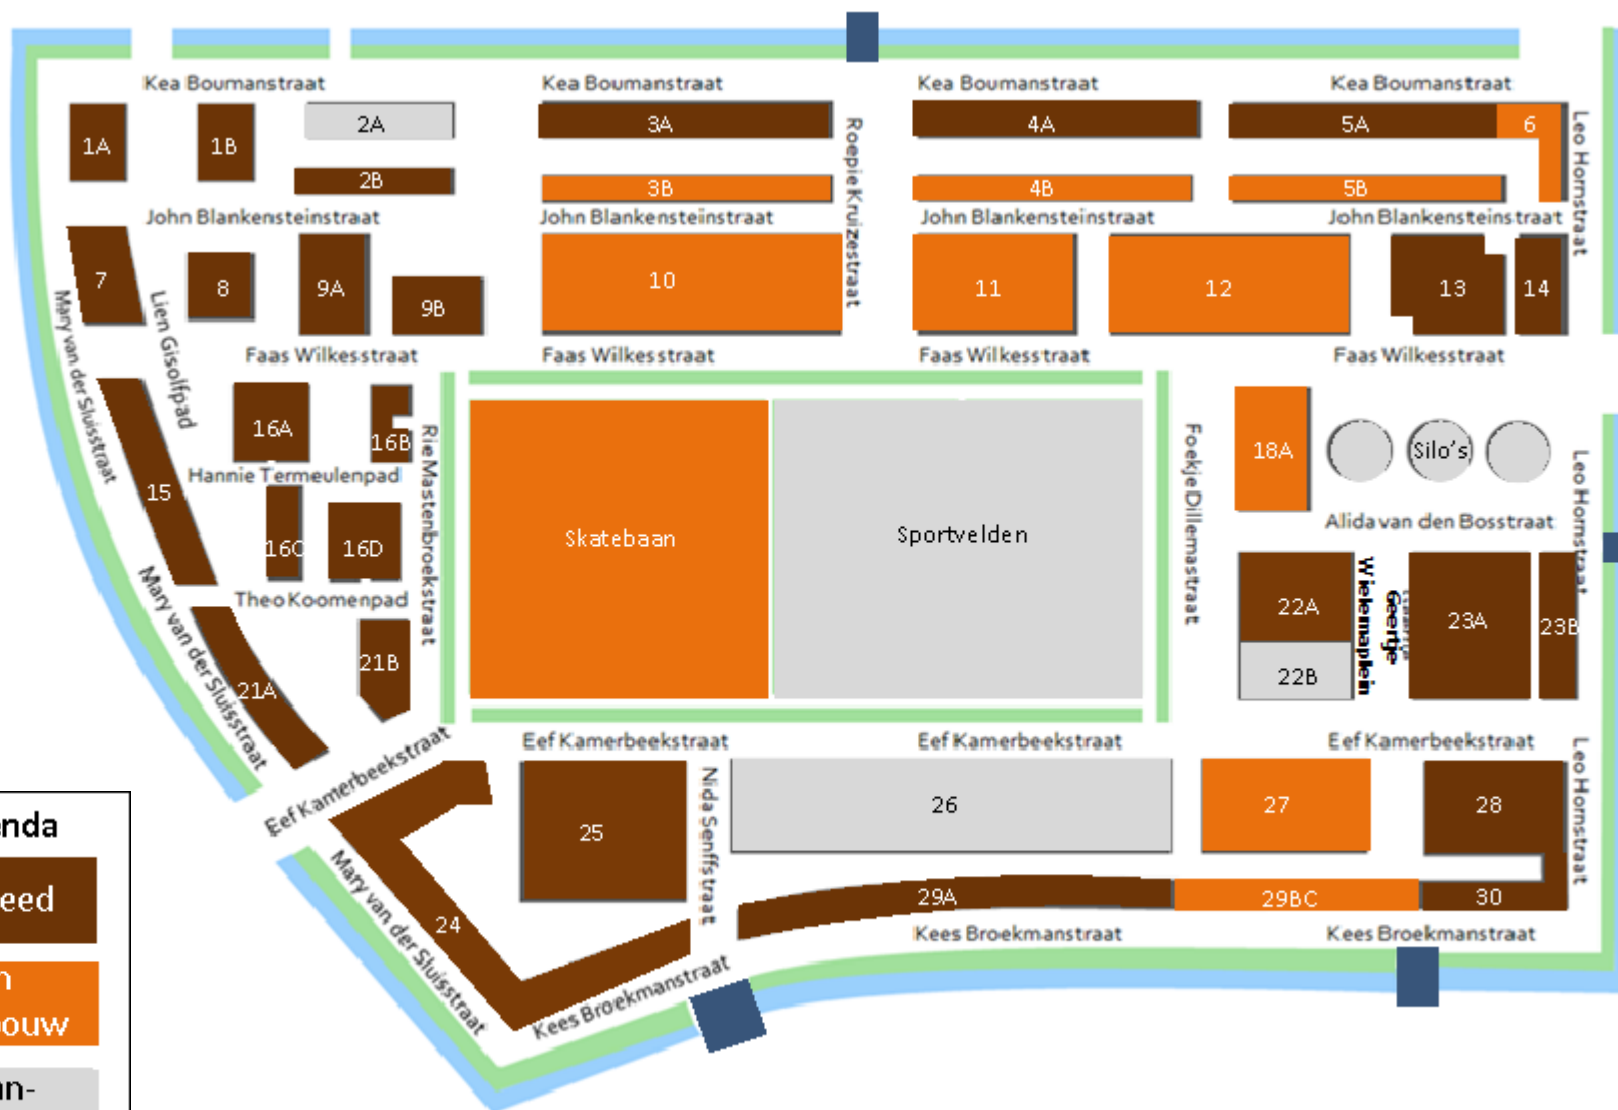 Kea Boumanstraat
Kea Boumanstraat
Kea Boumanstraat
Kea Boumanstraat
1A
1B
2A
3A
4A
5A
6
2B
3B
4B
5B
Roepie Kruizestraat
Leo Hornstraat
John Blankensteinstraat
John Blankensteinstraat
John Blankensteinstraat
John Blankensteinstraat
7
8
9A
9B
10
11
12
13
14
Mary van der Sluisstraat
Lien Gisolfpad
Faas Wilkesstraat
Faas Wilkesstraat
Faas Wilkesstraat
Faas Wilkesstraat
15
16A
16B
Rie Mastenbroekstraat
Hannie Termeulenpad
16C
16D
Theo Koomenpad
Skatebaan
Sportvelden
Foekje Dillemastraat
18A
Silo's
Leo Hornstraat
Alida van den Bosstraat
22A
22B
Geertje
Wielemaplein
23A
23B
Mary van der Sluisstraat
21A
21B
Eef Kamerbeekstraat
Eef Kamerbeekstraat
Eef Kamerbeekstraat
Eef Kamerbeekstraat
24
25
Nida Senffstraat
26
27
28
Leo Hornstraat
29A
29BC
30
Mary van der Sluisstraat
Kees Broekmanstraat
Kees Broekmanstraat
Kees Broekmanstraat
enda
eed
n
ouw
n-